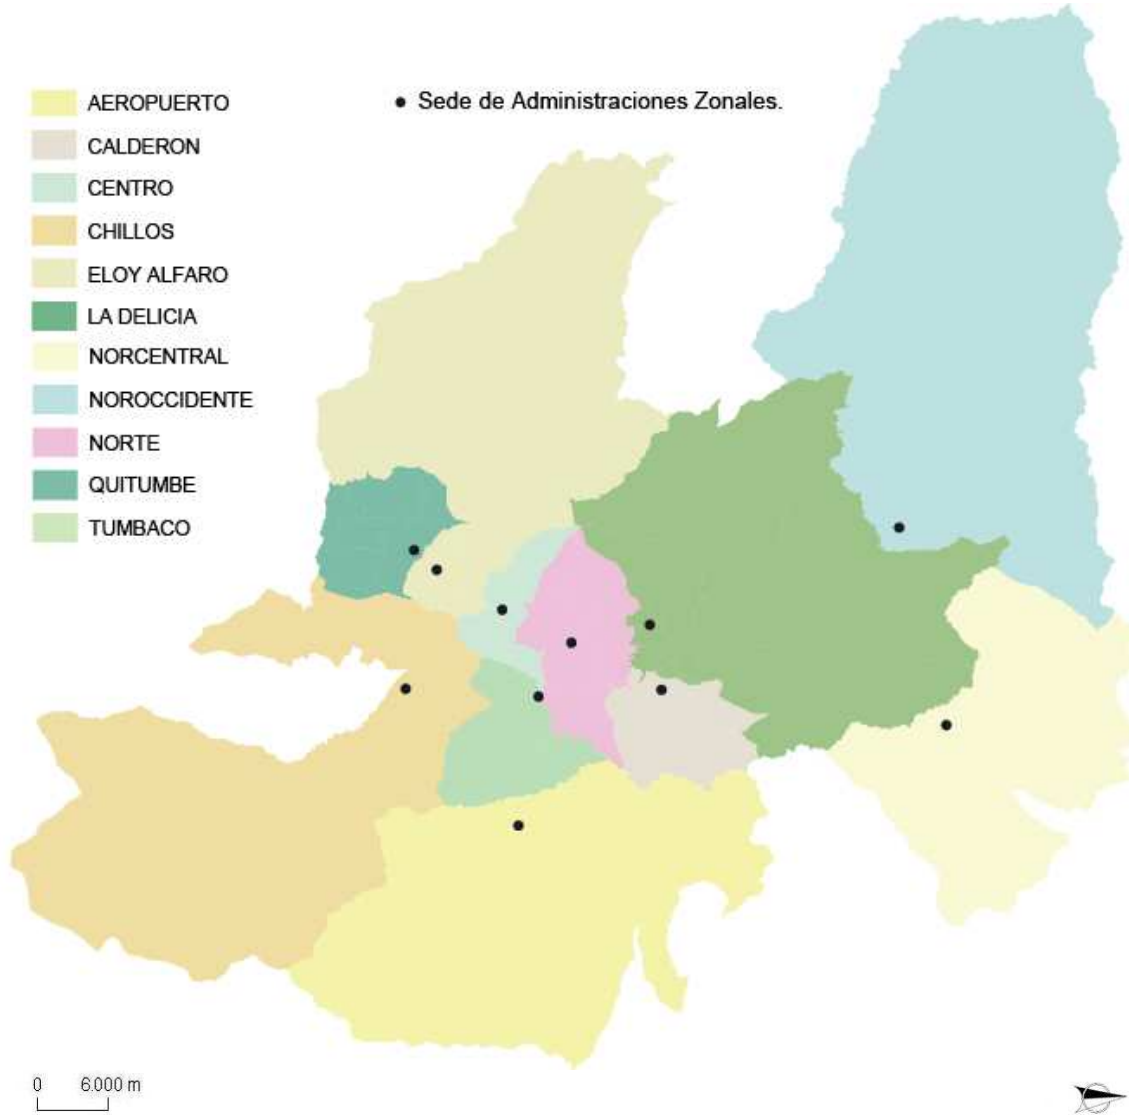 AEROPUERTO
Sede de Administraciones Zonales.
CALDERON
CENTRO
CHILLOS
ELOY ALFARO
LA DELICIA
NORCENTRAL
NOROCCIDENTE
NORTE
QUITUMBE
TUMBACO
0 6.000 m